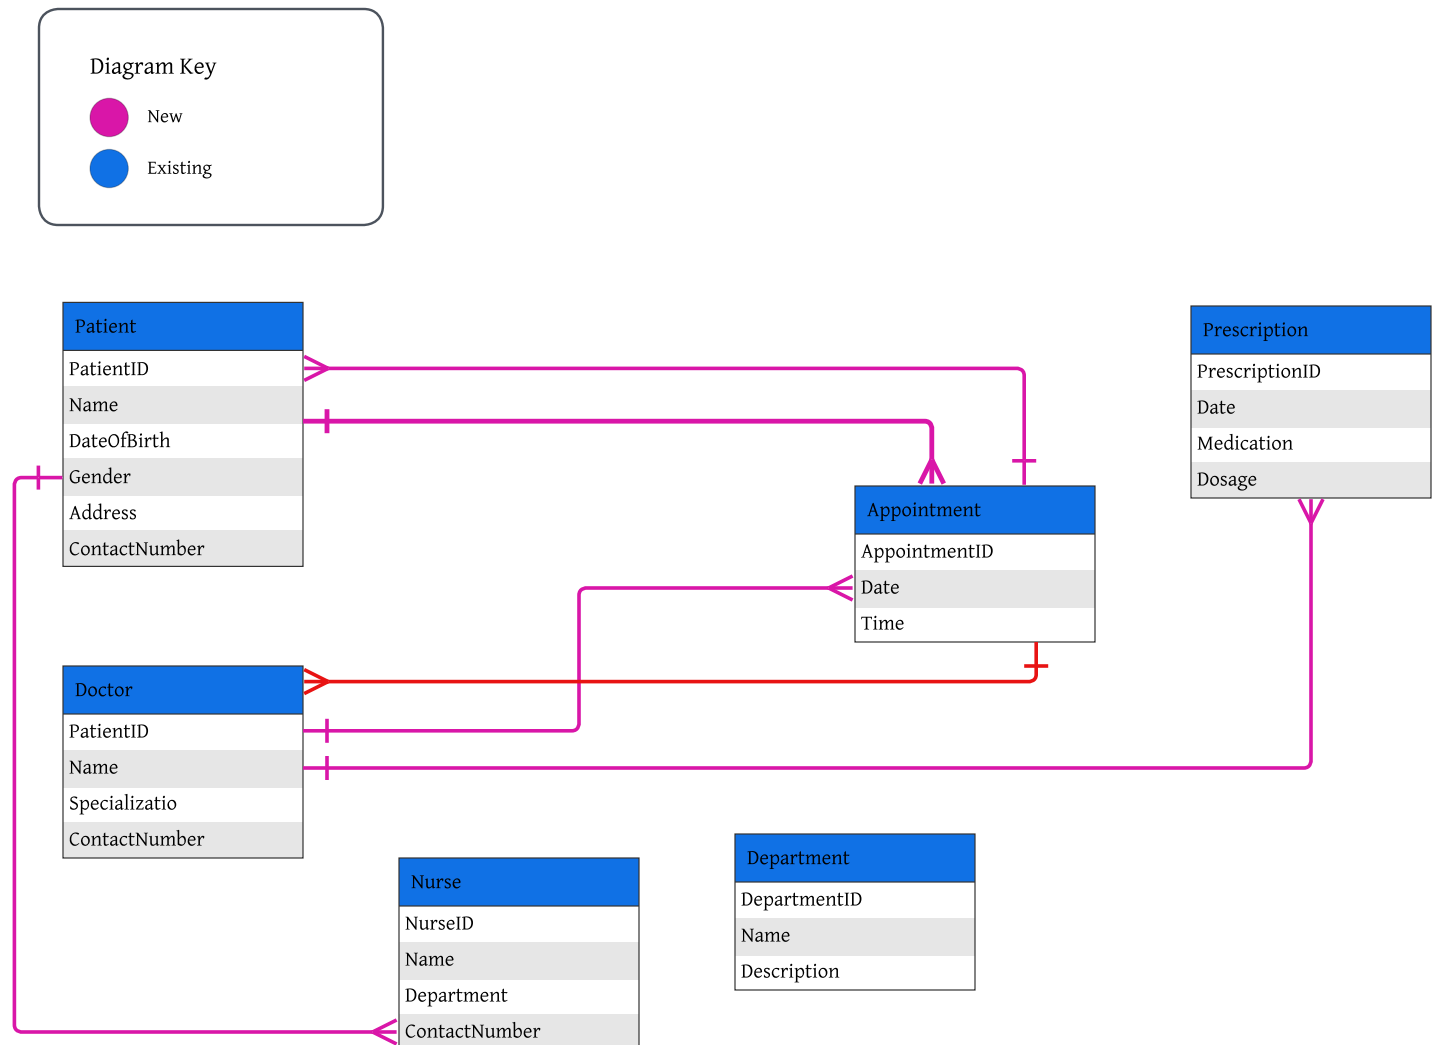 Diagram Key
New
Existing
Patient
PatientID
Name
DateOfBirth
Gender
Address
ContactNumber
Prescription
PrescriptionID
Date
Medication
Dosage
Appointment
AppointmentID
Date
Time
Doctor
PatientID
Name
Specializatio
ContactNumber
Nurse
NurseID
Name
Department
ContactNumber
Department
DepartmentID
Name
Description